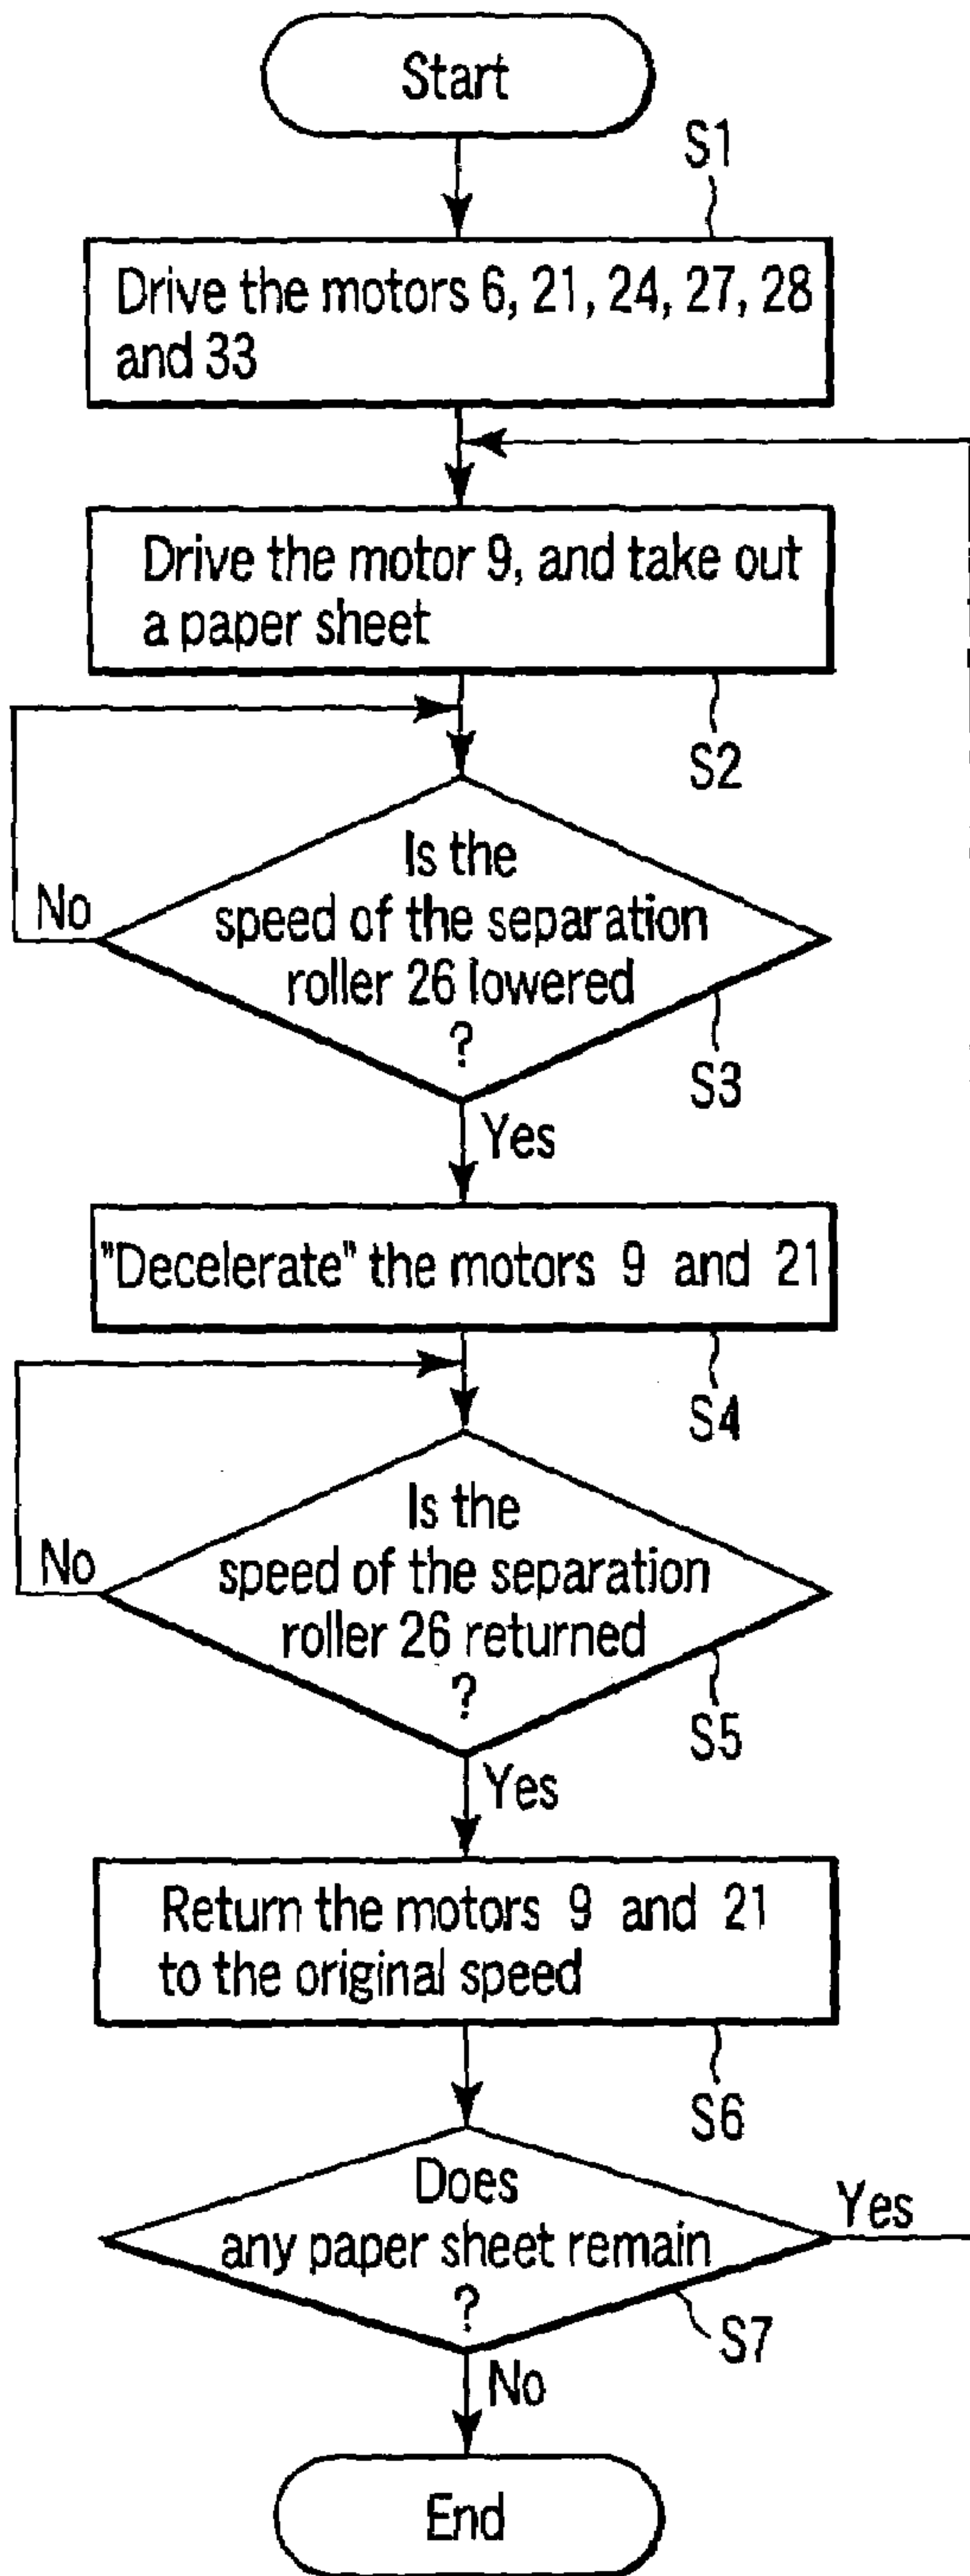 Start
S1
Drive the motors 6, 21, 24, 27, 28
and 33
Drive the motor 9, and take out
a paper sheet
S2
Is the
speed of the separation
roller 26 lowered
?
No
S3
Yes
"Decelerate" the motors 9 and 21
S4
Is the
speed of the separation
roller 26 returned
?
No
S5
Yes
Return the motors 9 and 21
to the original speed
S6
Does
any paper sheet remain
?
Yes
S7
No
End